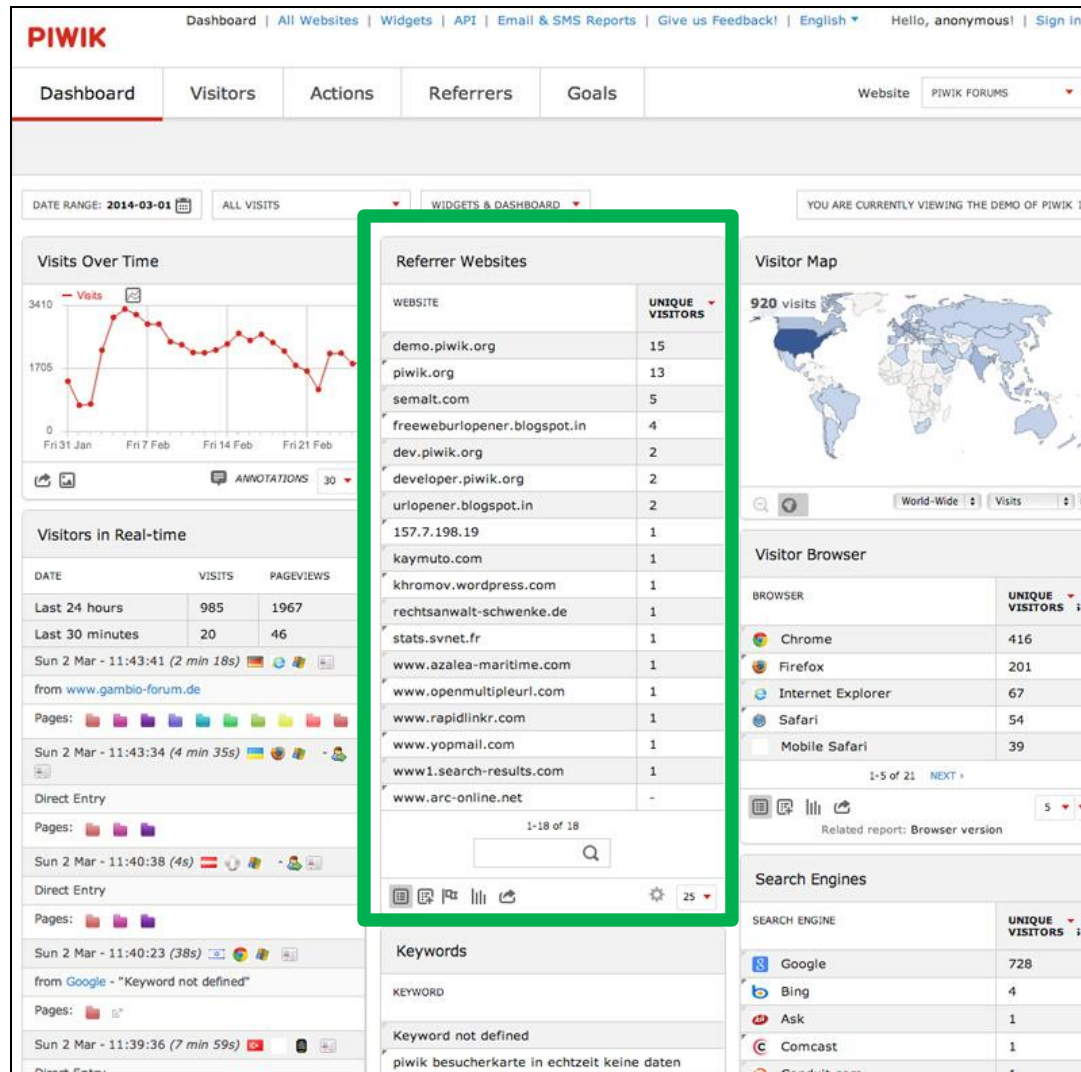 PIWIK
Dashboard | All Websites | Widgets | API | Email & SMS Reports | Give us Feedback! | English Hello, anonymous! | Sign in
Dashboard Visitors Actions Referrers Goals Website PIWIK FORUMS
DATE RANGE: 2014-03-01 ALL VISITS WIDGETS & DASHBOARD YOU ARE CURRENTLY VIEWING THE DEMO OF PIWIK
Visits Over Time
Visits
3410
1705
0
Fri 31 Jan Fri 7 Feb Fri 14 Feb Fri 21 Feb
ANNOTATIONS 30
Visitors in Real-time
DATE VISITS PAGEVIEWS
Last 24 hours 985 1967
Last 30 minutes 20 46
Sun 2 Mar - 11:43:41 (2 min 18s)
from www.gambio-forum.de
Pages:
Sun 2 Mar - 11:43:34 (4 min 35s) -
Direct Entry
Pages:
Sun 2 Mar - 11:40:38 (4s) -
Direct Entry
Pages:
Sun 2 Mar - 11:40:23 (38s)
from Google - "Keyword not defined"
Pages:
Sun 2 Mar - 11:39:36 (7 min 59s)
Direct Entry
Referrer Websites
WEBSITE UNIQUE VISITORS
demo.piwik.org 15
piwik.org 13
semalt.com 5
freeweburlopener.blogspot.in 4
dev.piwik.org 2
developer.piwik.org 2
urlopener.blogspot.in 2
157.7.198.19 1
kaymuto.com 1
khromov.wordpress.com 1
rechtsanwalt-schwenke.de 1
stats.svnet.fr 1
www.azalea-maritime.com 1
www.openmultipleurl.com 1
www.rapidlinkr.com 1
www.yopmail.com 1
www1.search-results.com 1
www.arc-online.net -
1-18 of 18
25
Keywords
KEYWORD
Keyword not defined
piwik besucherkarte in echtzeit keine daten
Visitor Map
920 visits
World-Wide Visits
Visitor Browser
BROWSER UNIQUE VISITORS
Chrome 416
Firefox 201
Internet Explorer 67
Safari 54
Mobile Safari 39
1-5 of 21 NEXT ›
5
Related report: Browser version
Search Engines
SEARCH ENGINE UNIQUE VISITORS
Google 728
Bing 4
Ask 1
Comcast 1